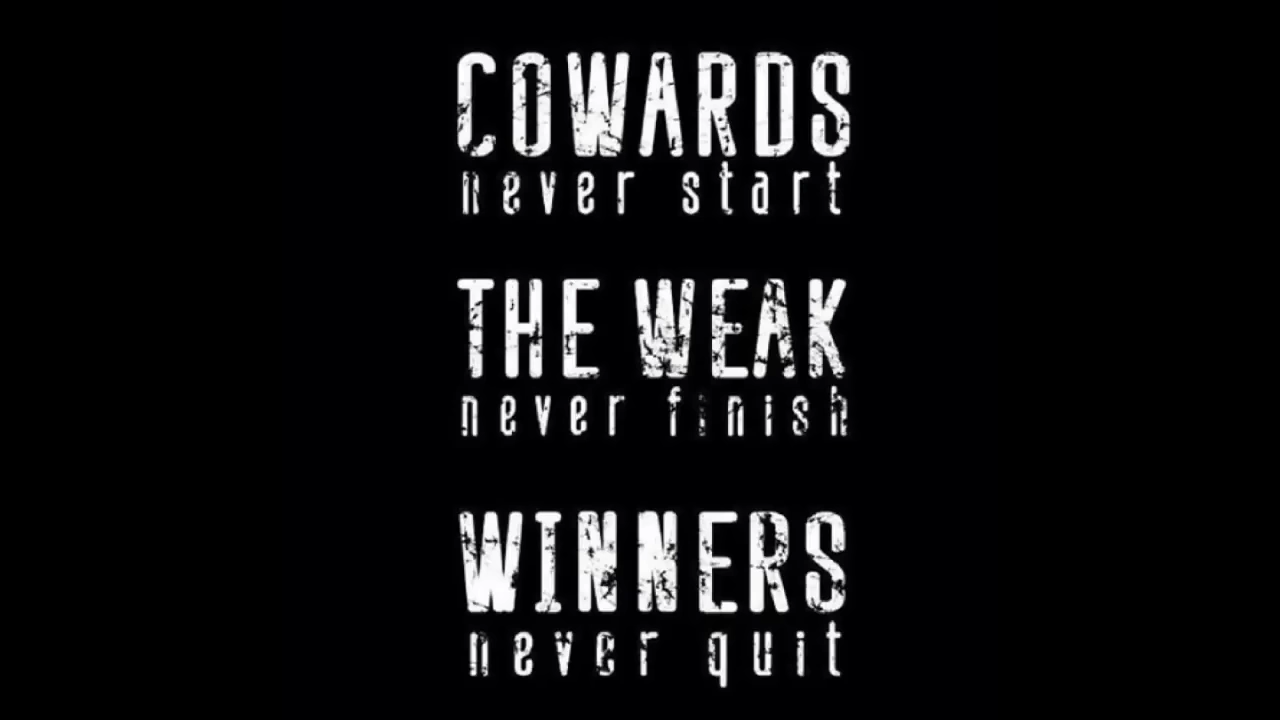 COWARDS
never start
THE WEAK
never finish
WINNERS
never quit